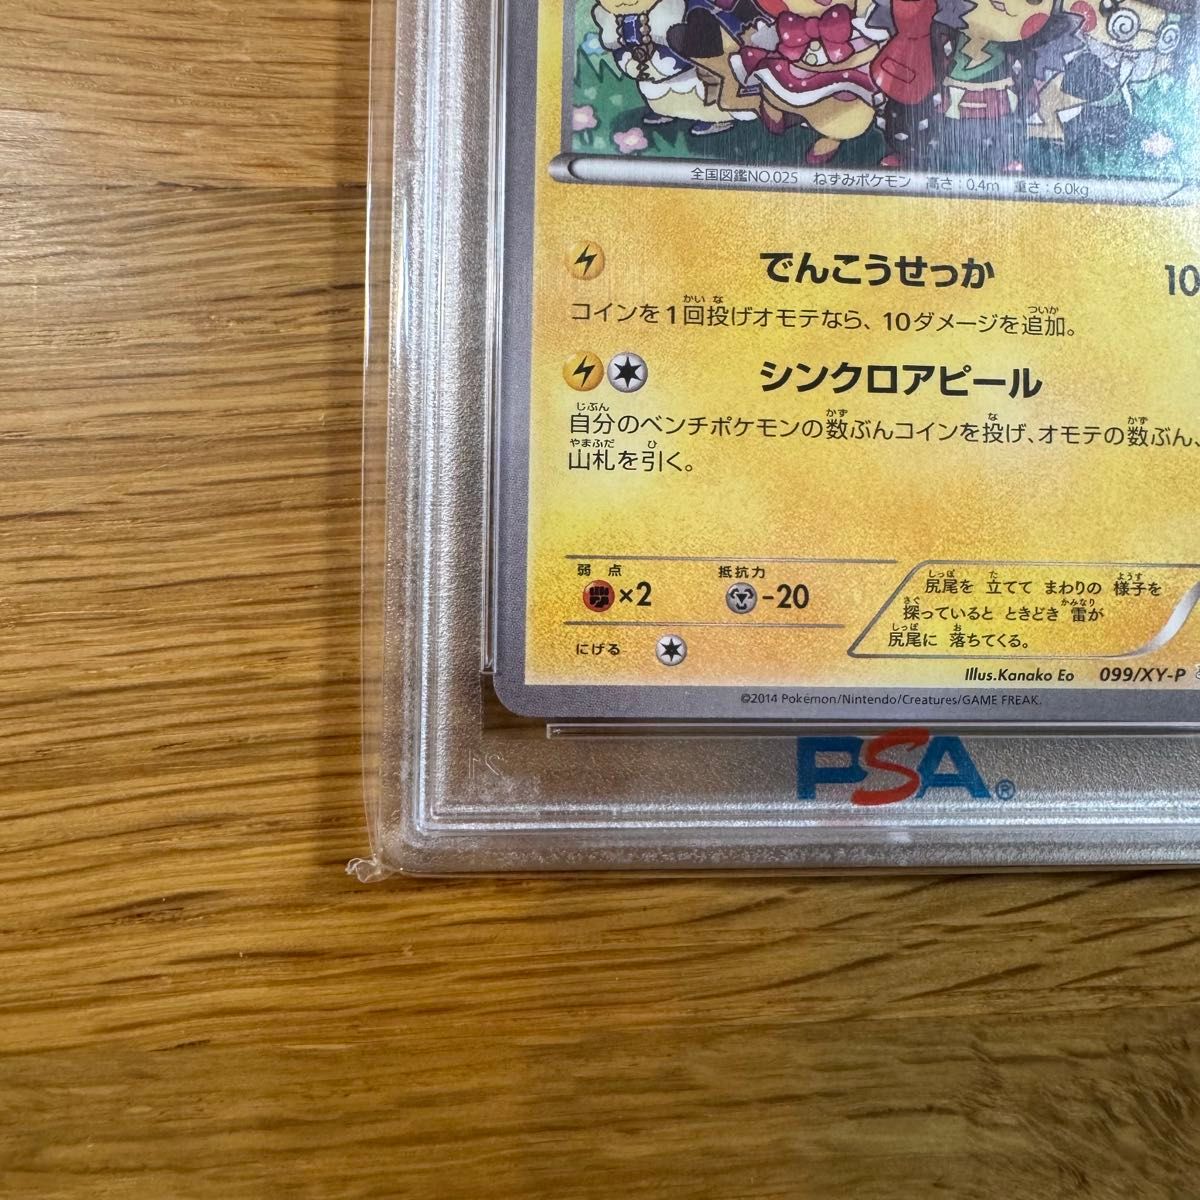 全国図鑑NO.025 ねずみポケモン 高さ:0.4m 重さ:6.0kg
でんこうせっか 10
コインを1回投げオモテなら、10ダメージを追加。
シンクロアピール
自分のベンチポケモンの数ぶんコインを投げ、オモテの数ぶん、
山札を引く。
弱点 抵抗力
×2 -20
にげる
尻尾を 立てて まわりの 様子を
探っていると ときどき 雷が
尻尾に 落ちてくる。
Illus.Kanako Eo 099/XY-P
©2014 Pokémon/Nintendo/Creatures/GAME FREAK.
PSA®